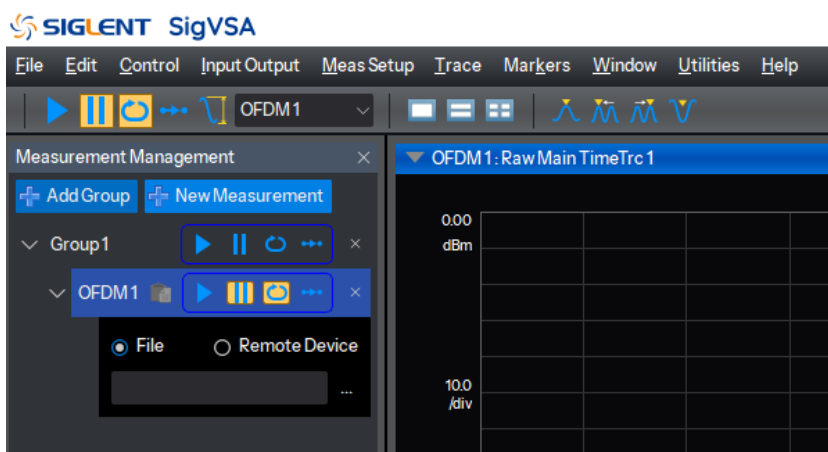 SIGLENT SigVSA
File Edit Control Input Output Meas Setup Trace Markers Window Utilities Help
OFDM1
Measurement Management
OFDM1: Raw Main TimeTrc1
Add Group New Measurement
Group1
OFDM1
File Remote Device
...
0.00
dBm
10.0
/div